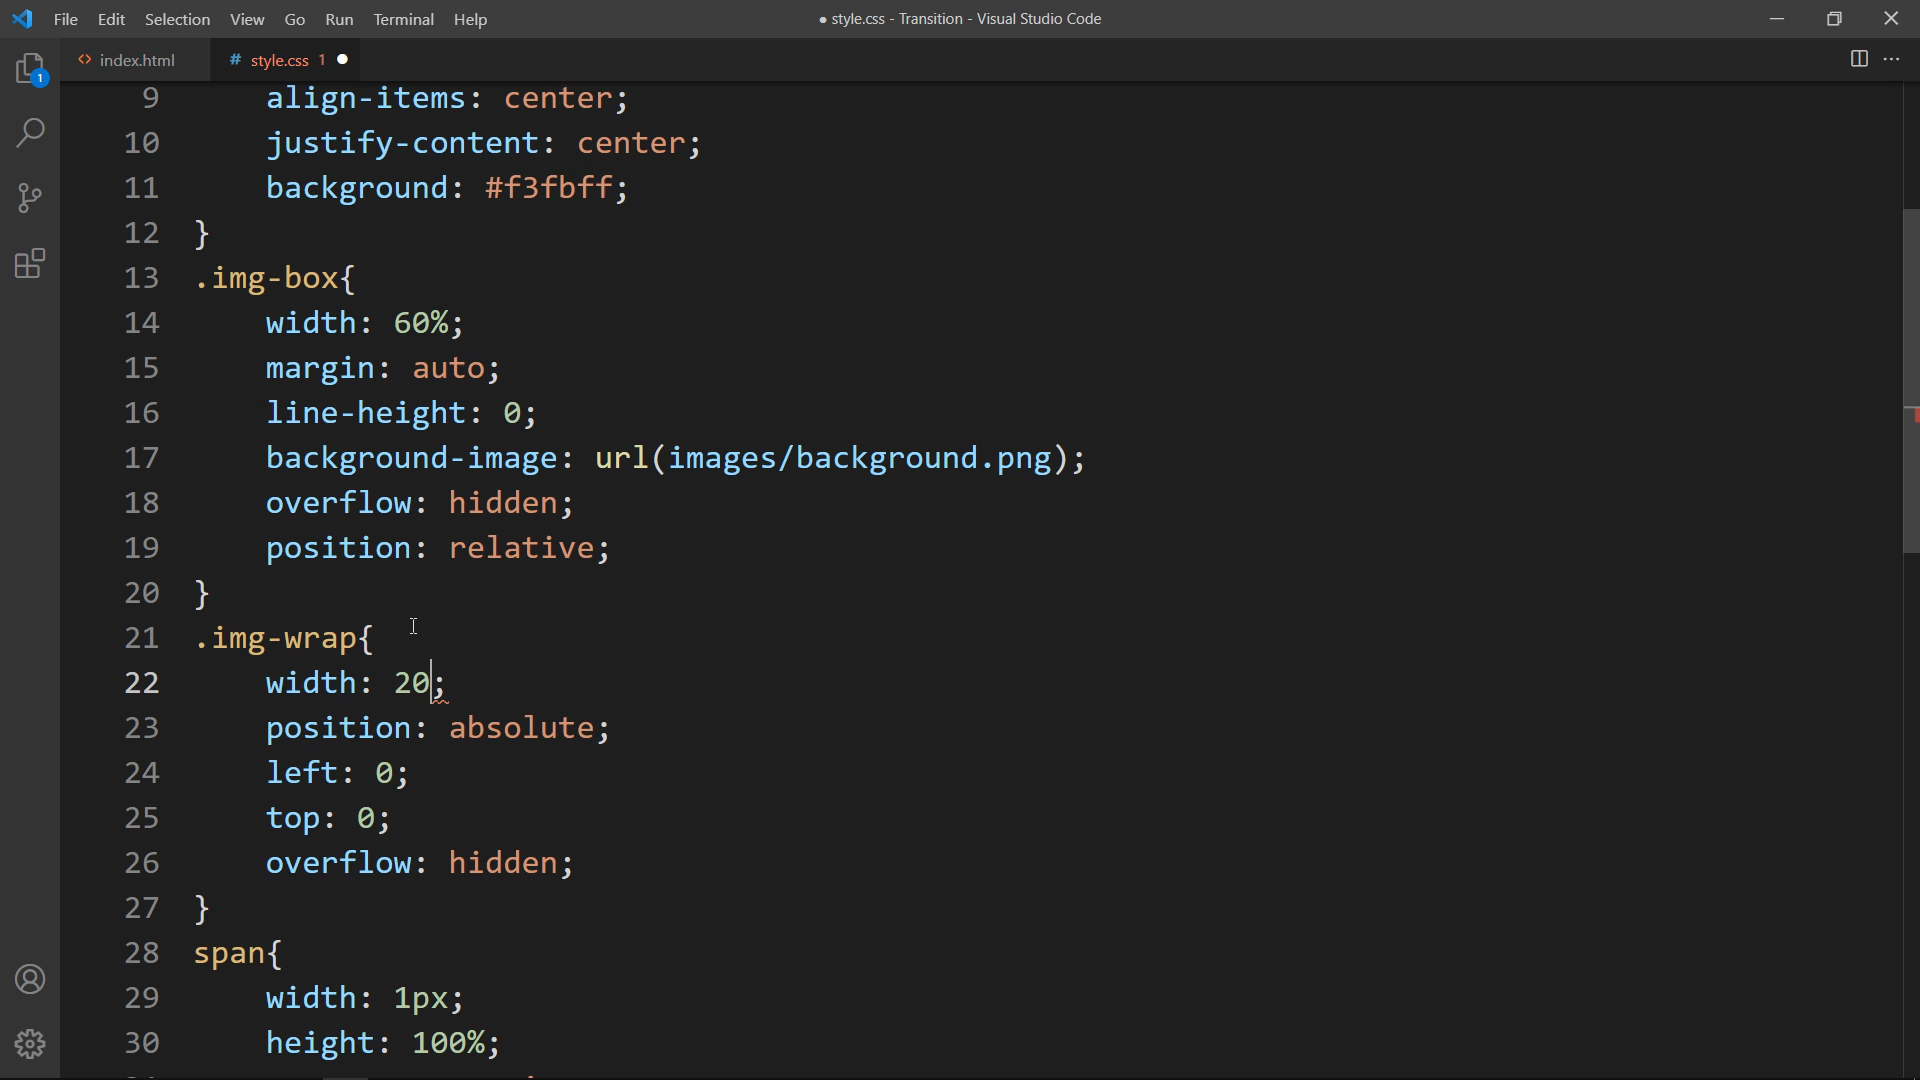 File Edit Selection View Go Run Terminal Help
● style.css - Transition - Visual Studio Code
<> index.html
# style.css 1 ●
1
9 align-items: center;
10 justify-content: center;
11 background: #f3fbff;
12 }
13 .img-box{
14 width: 60%;
15 margin: auto;
16 line-height: 0;
17 background-image: url(images/background.png);
18 overflow: hidden;
19 position: relative;
20 }
21 .img-wrap{
22 width: 20;
23 position: absolute;
24 left: 0;
25 top: 0;
26 overflow: hidden;
27 }
28 span{
29 width: 1px;
30 height: 100%;